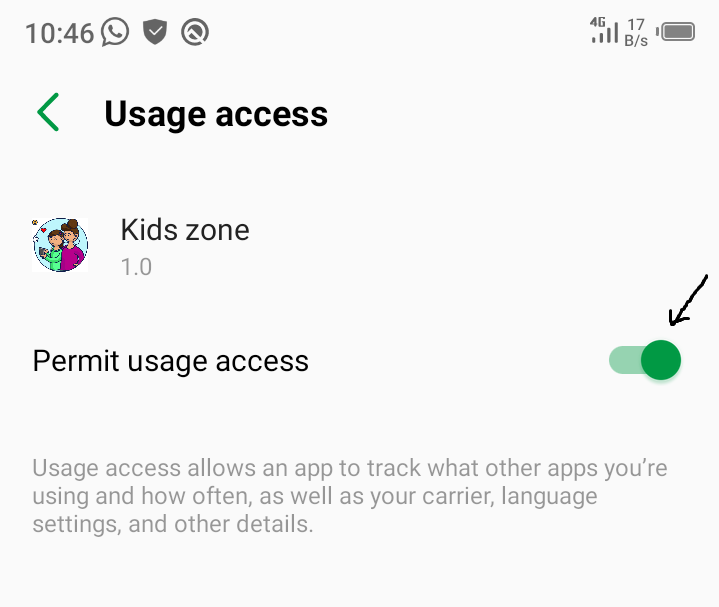 10:46
4G 17 B/s
Usage access
Kids zone
1.0
Permit usage access
Usage access allows an app to track what other apps you’re
using and how often, as well as your carrier, language
settings, and other details.